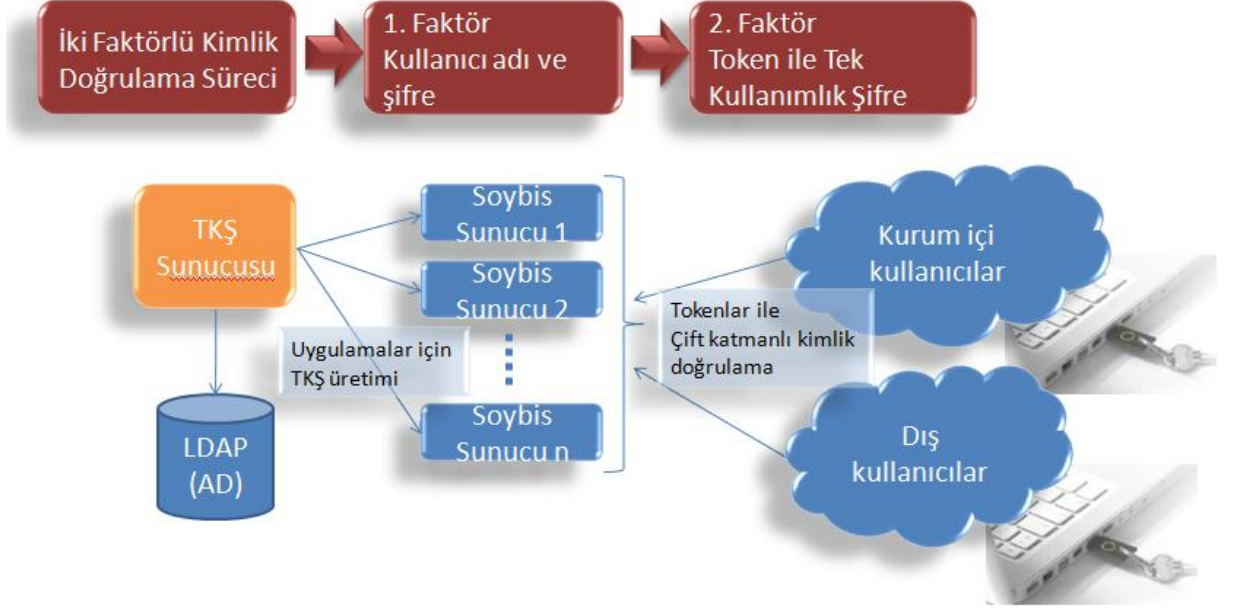 İki Faktörlü Kimlik
Doğrulama Süreci
1. Faktör
Kullanıcı adı ve
şifre
2. Faktör
Token ile Tek
Kullanımlık Şifre
TKŞ
Sunucusu
LDAP
(AD)
Uygulamalar için
TKŞ üretimi
Soybis
Sunucu 1
Soybis
Sunucu 2
Soybis
Sunucu n
Tokenlar ile
Çift katmanlı kimlik
doğrulama
Kurum içi
kullanıcılar
Dış
kullanıcılar